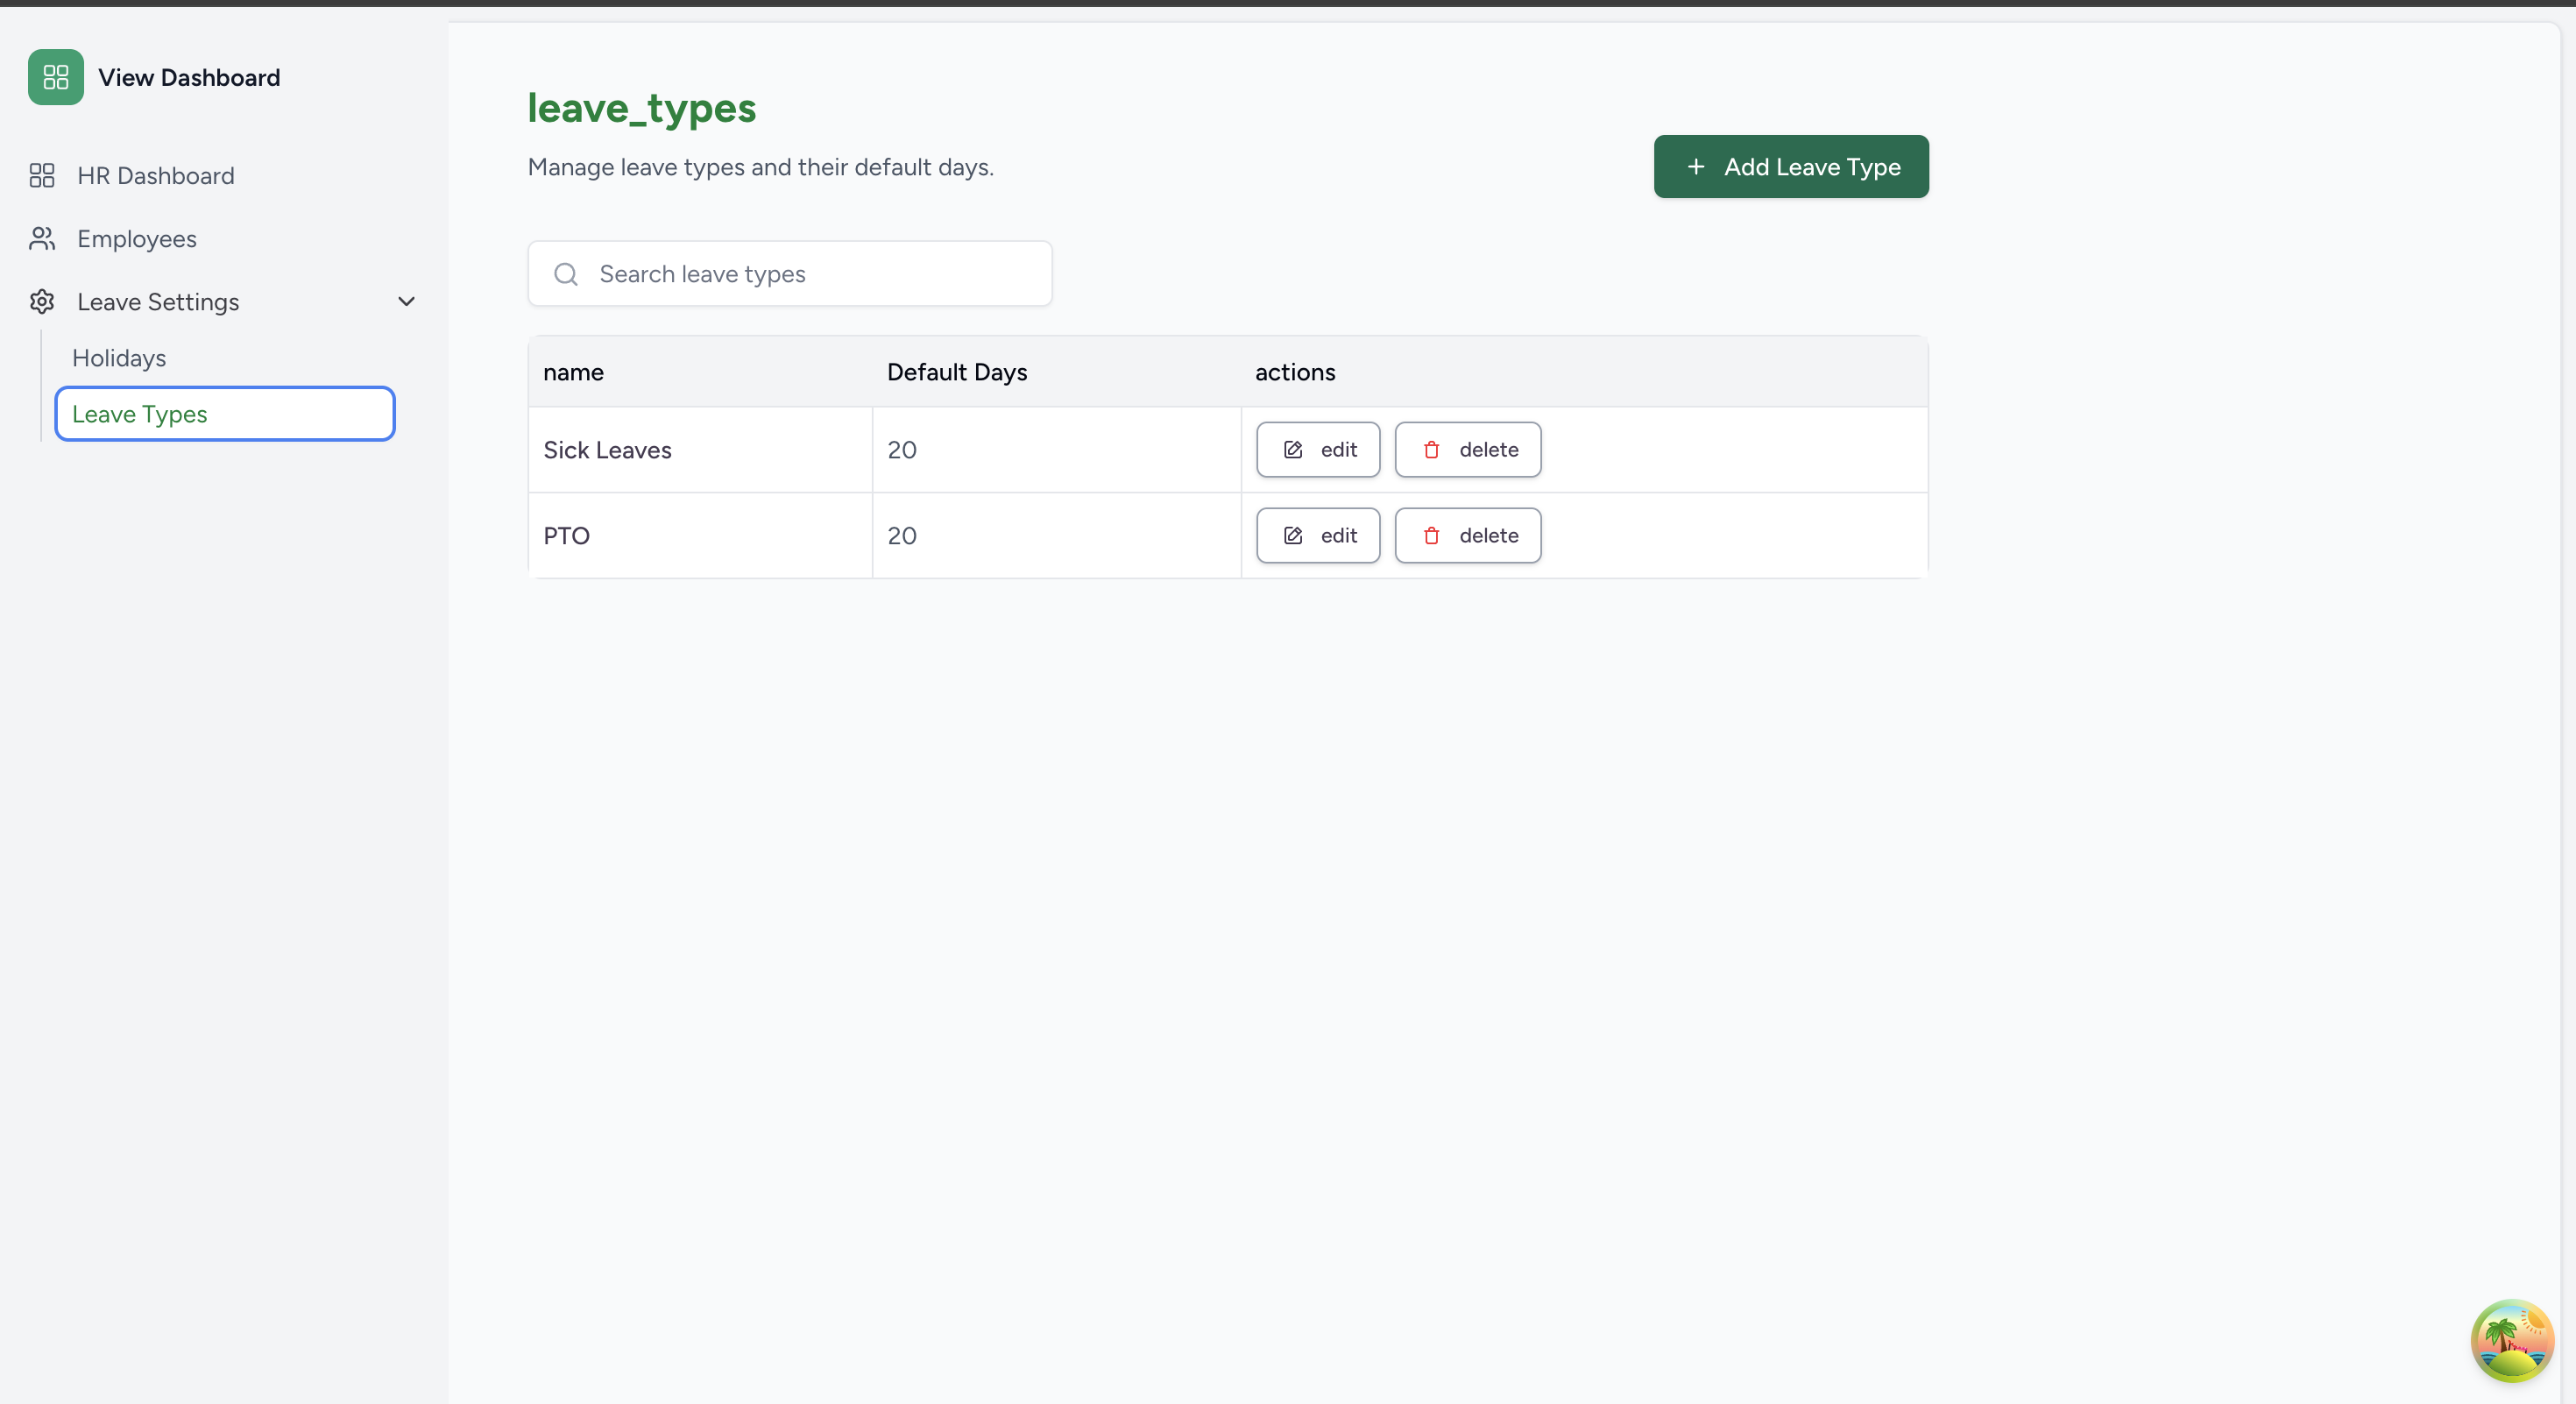 View Dashboard
HR Dashboard
Employees
Leave Settings
Holidays
Leave Types
leave_types
Manage leave types and their default days.
+ Add Leave Type
Search leave types
name Default Days actions
Sick Leaves 20 edit delete
PTO 20 edit delete